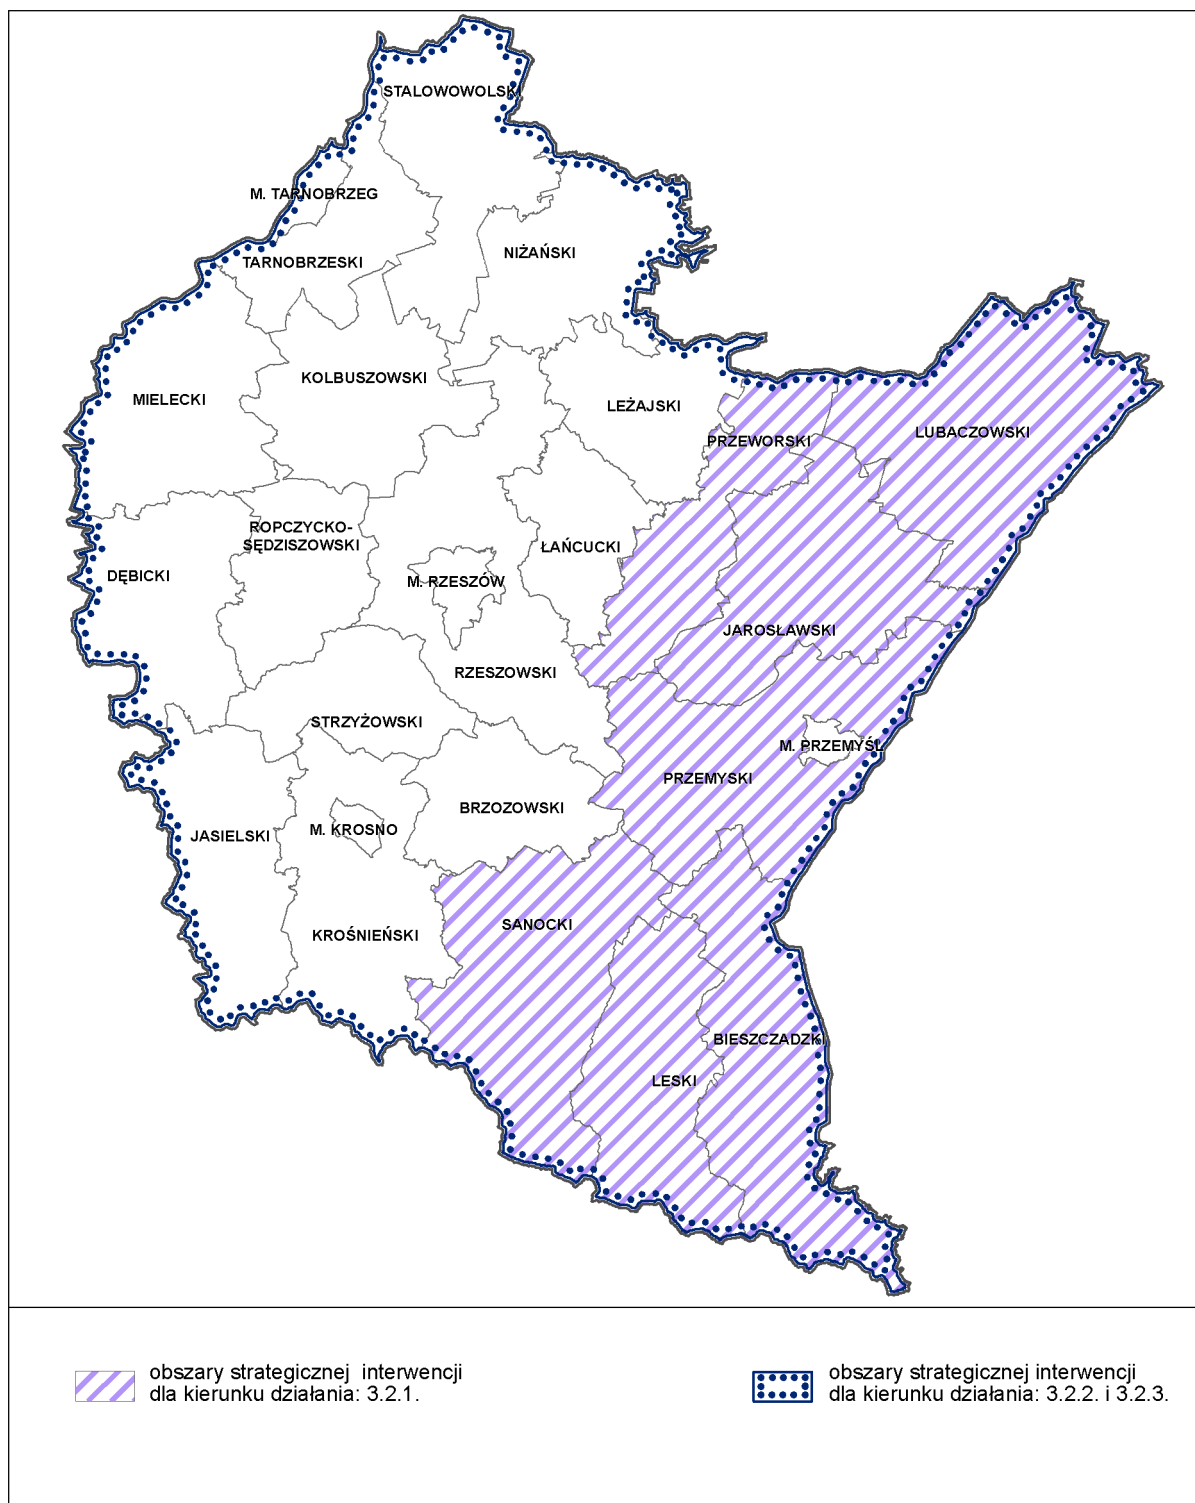 STALOWOWOLSKI
M. TARNOBRZEG
NIŻAŃSKI
TARNOBRZESKI
KOLBUSZOWSKI
MIELECKI
LEŻAJSKI
LUBACZOWSKI
PRZEWORSKI
ROPCZYCKO-
SĘDZISZOWSKI
ŁAŃCUCKI
DĘBICKI
M. RZESZÓW
JAROSŁAWSKI
RZESZOWSKI
STRZYŻOWSKI
M. PRZEMYŚL
PRZEMYSKI
BRZOZOWSKI
M. KROSNO
JASIELSKI
SANOCKI
KROŚNIEŃSKI
BIESZCZADZKI
LESKI
obszary strategicznej interwencji
dla kierunku działania: 3.2.1.
obszary strategicznej interwencji
dla kierunku działania: 3.2.2. i 3.2.3.